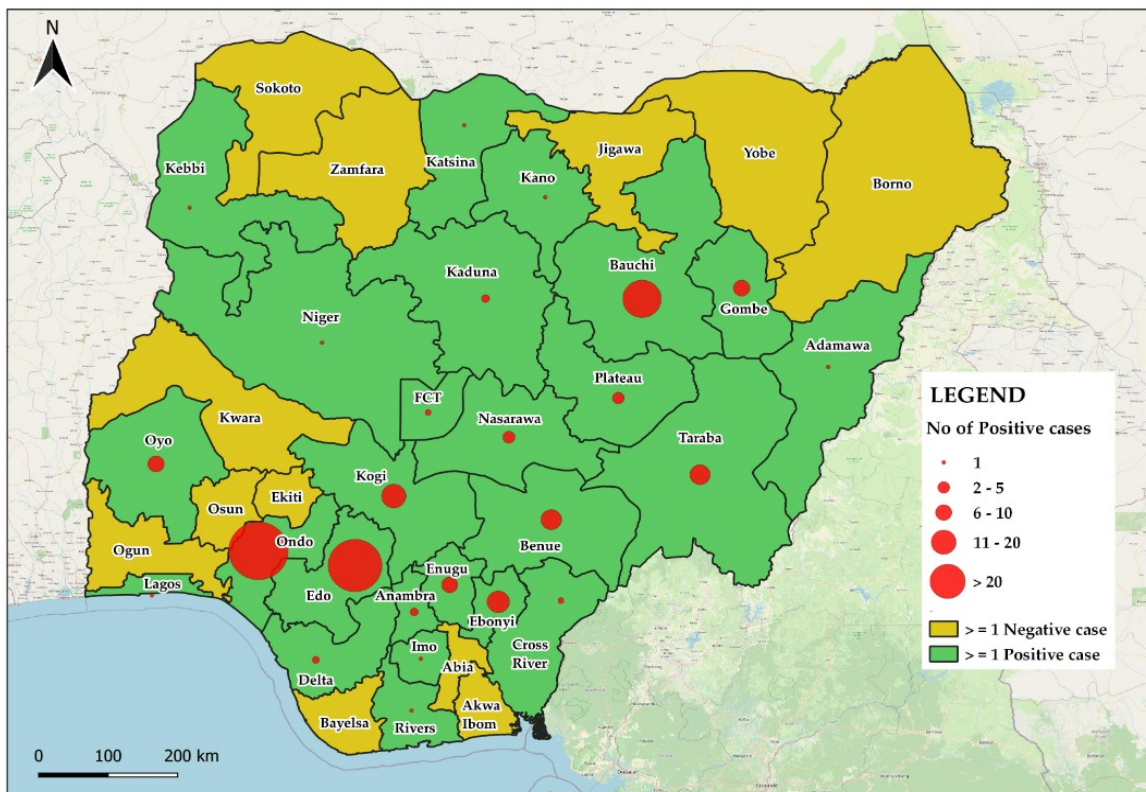 N
Sokoto
Kebbi
Zamfara
Katsina
Kano
Jigawa
Yobe
Borno
Kaduna
Bauchi
Gombe
Niger
Adamawa
FCT
Plateau
Nasarawa
Taraba
Kwara
Oyo
Kogi
Osun
Ekiti
Ogun
Ondo
Benue
Lagos
Edo
Enugu
Anambra
Ebonyi
Cross
River
Imo
Abia
Delta
Bayelsa
Rivers
Akwa
Ibom
LEGEND
No of Positive cases
1
2 - 5
6 - 10
11 - 20
> 20
> = 1 Negative case
> = 1 Positive case
0 100 200 km